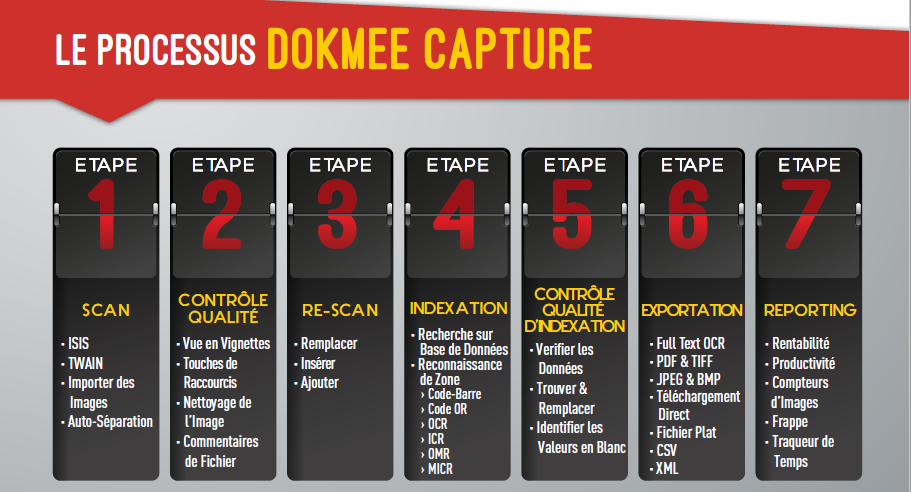 LE PROCESSUS DOKMEE CAPTURE
ETAPE
1
SCAN
• ISIS
• TWAIN
• Importer des
Images
• Auto-Séparation
ETAPE
2
CONTRÔLE
QUALITÉ
• Vue en Vignettes
• Touches de
Raccourcis
• Nettoyage de
l'Image
• Commentaires
de Fichier
ETAPE
3
RE-SCAN
• Remplacer
• Insérer
• Ajouter
ETAPE
4
INDEXATION
• Recherche sur
Base de Données
• Reconnaissance
de Zone
› Code-Barre
› Code OR
› OCR
› ICR
› OMR
› MICR
ETAPE
5
CONTRÔLE
QUALITÉ
D'INDEXATION
• Verifier les
Données
• Trouver &
Remplacer
• Identifier les
Valeurs en Blanc
ETAPE
6
EXPORTATION
• Full Text OCR
• PDF & TIFF
• JPEG & BMP
• Téléchargement
Direct
• Fichier Plat
• CSV
• XML
ETAPE
7
REPORTING
• Rentabilité
• Productivité
• Compteurs
d'Images
• Frappe
• Traqueur de
Temps